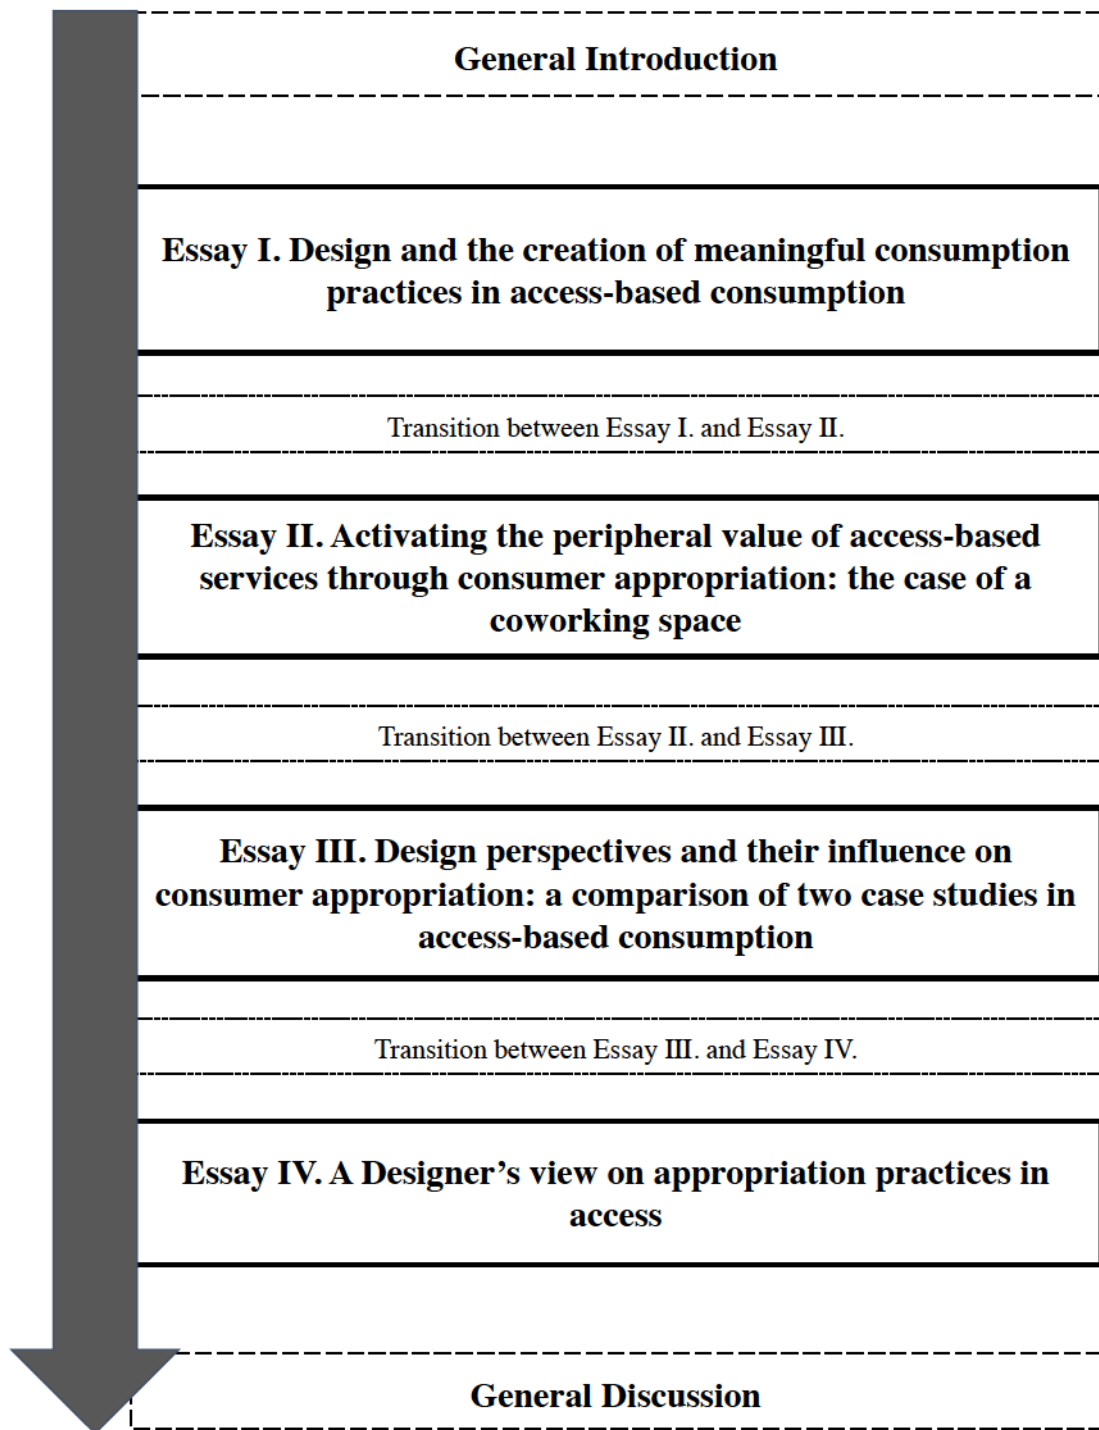 General Introduction
Essay I. Design and the creation of meaningful consumption
practices in access-based consumption
Transition between Essay I. and Essay II.
Essay II. Activating the peripheral value of access-based
services through consumer appropriation: the case of a
coworking space
Transition between Essay II. and Essay III.
Essay III. Design perspectives and their influence on
consumer appropriation: a comparison of two case studies in
access-based consumption
Transition between Essay III. and Essay IV.
Essay IV. A Designer’s view on appropriation practices in
access
General Discussion